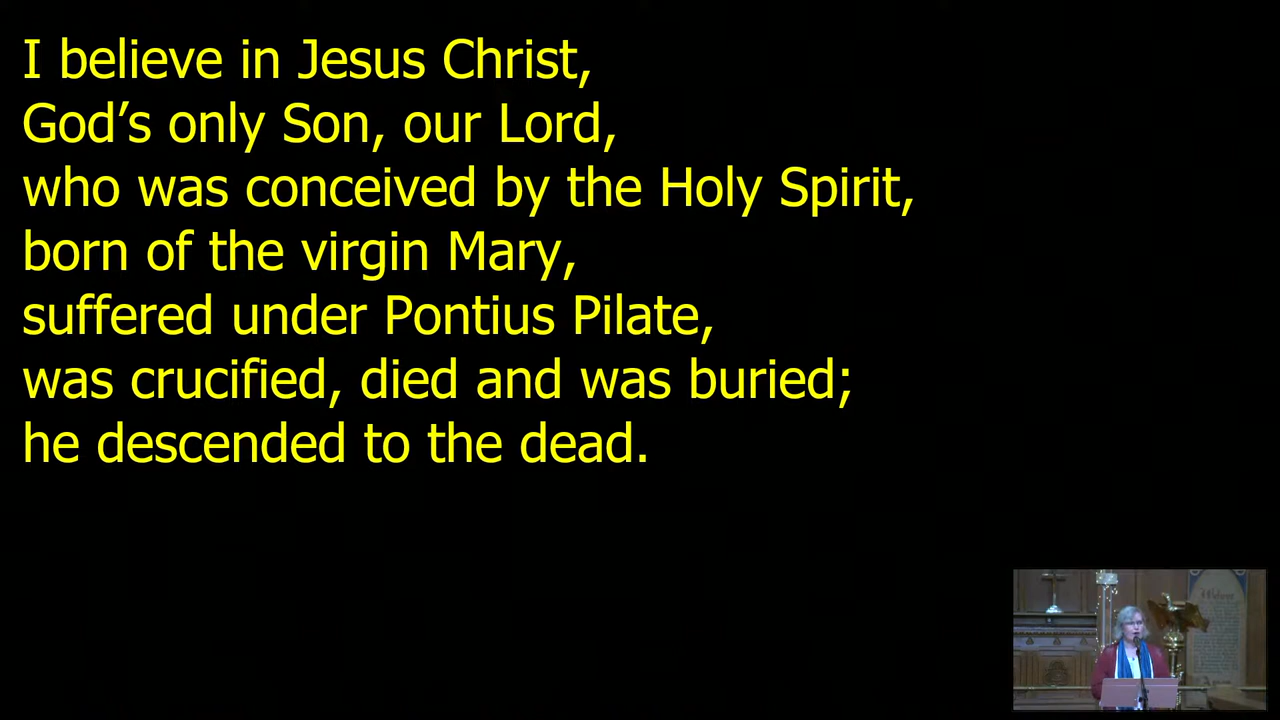 I believe in Jesus Christ,
God’s only Son, our Lord,
who was conceived by the Holy Spirit,
born of the virgin Mary,
suffered under Pontius Pilate,
was crucified, died and was buried;
he descended to the dead.